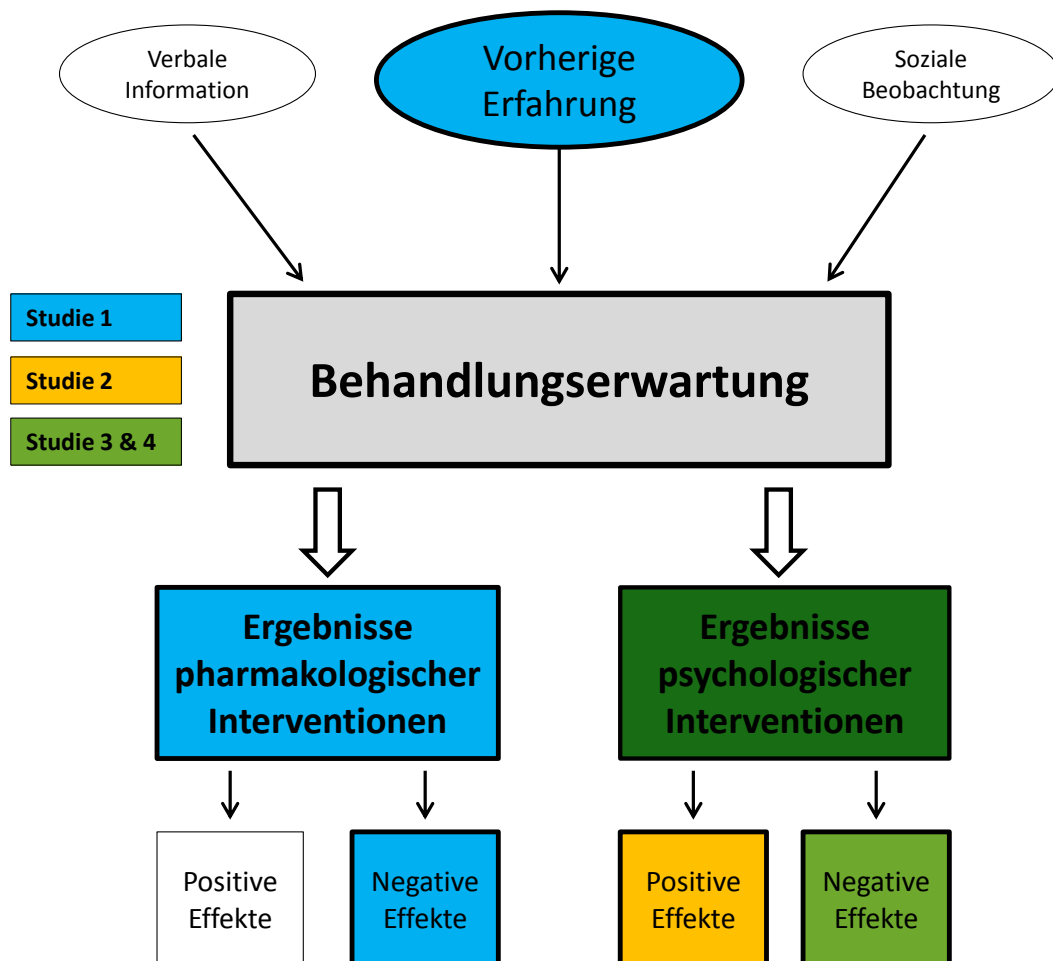 Verbale
Information
Vorherige
Erfahrung
Soziale
Beobachtung
Studie 1
Studie 2
Studie 3 & 4
Behandlungserwartung
Ergebnisse
pharmakologischer
Interventionen
Ergebnisse
psychologischer
Interventionen
Positive
Effekte
Negative
Effekte
Positive
Effekte
Negative
Effekte